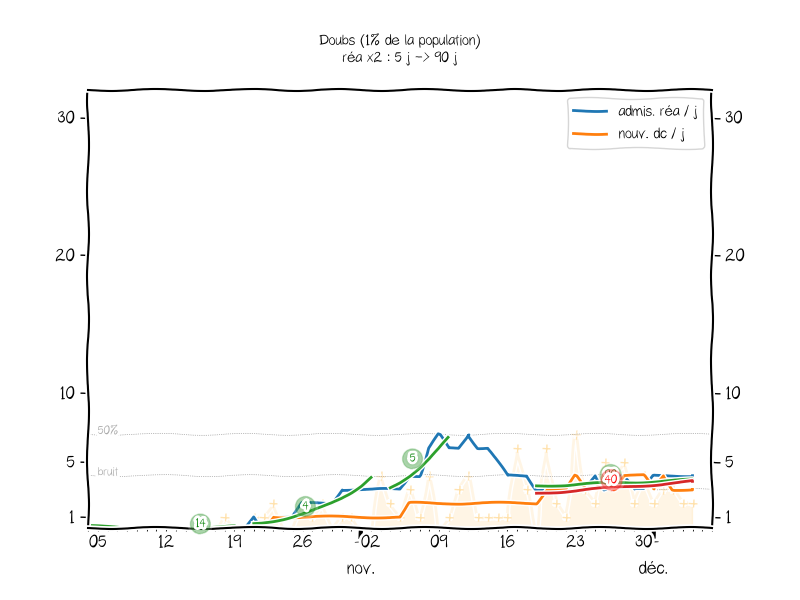 Doubs (1% de la population)
réa x2 : 5 j -> 90 j
admis. réa / j
nouv. dc / j
30
30
20
20
10
10
50%
5
5
bruit
5
4
40
14
1
1
05 12 19 26 02 09 16 23 30
nov. déc.